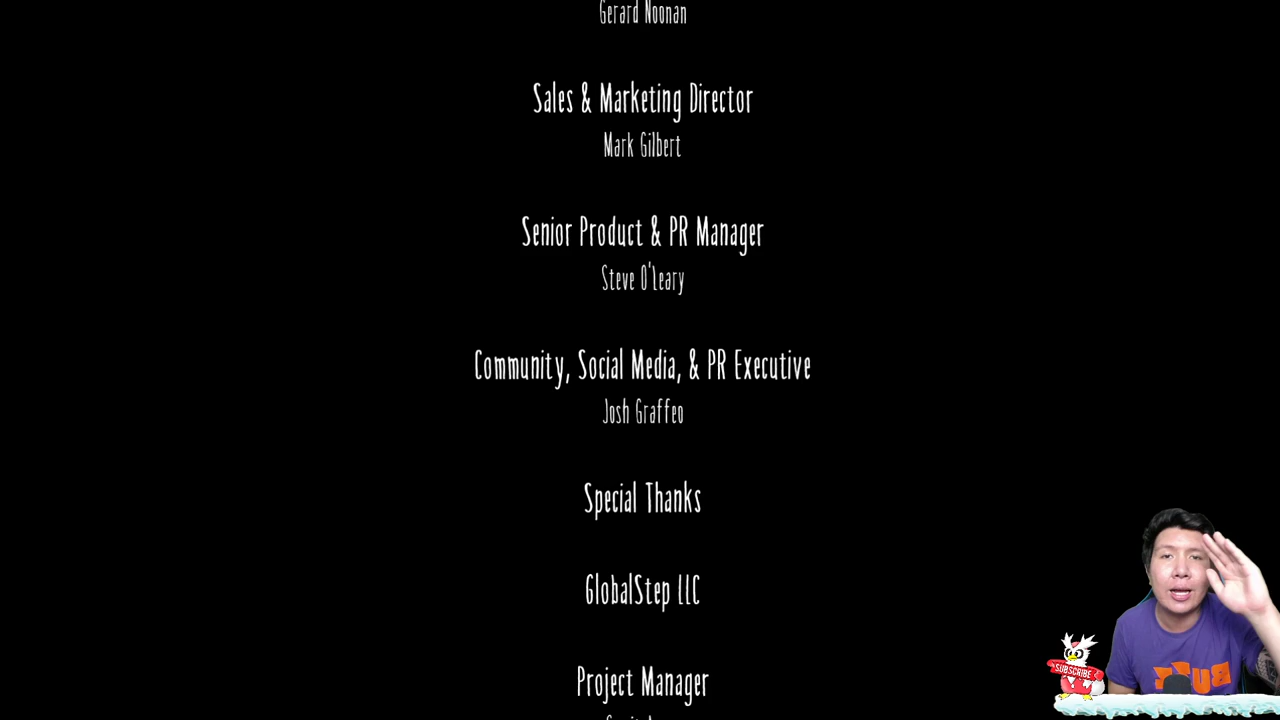 Gerard Noonan
Sales & Marketing Director
Mark Gilbert
Senior Product & PR Manager
Steve O'Leary
Community, Social Media, & PR Executive
Josh Graffeo
Special Thanks
GlobalStep LLC
Project Manager
SUBSCRIBE